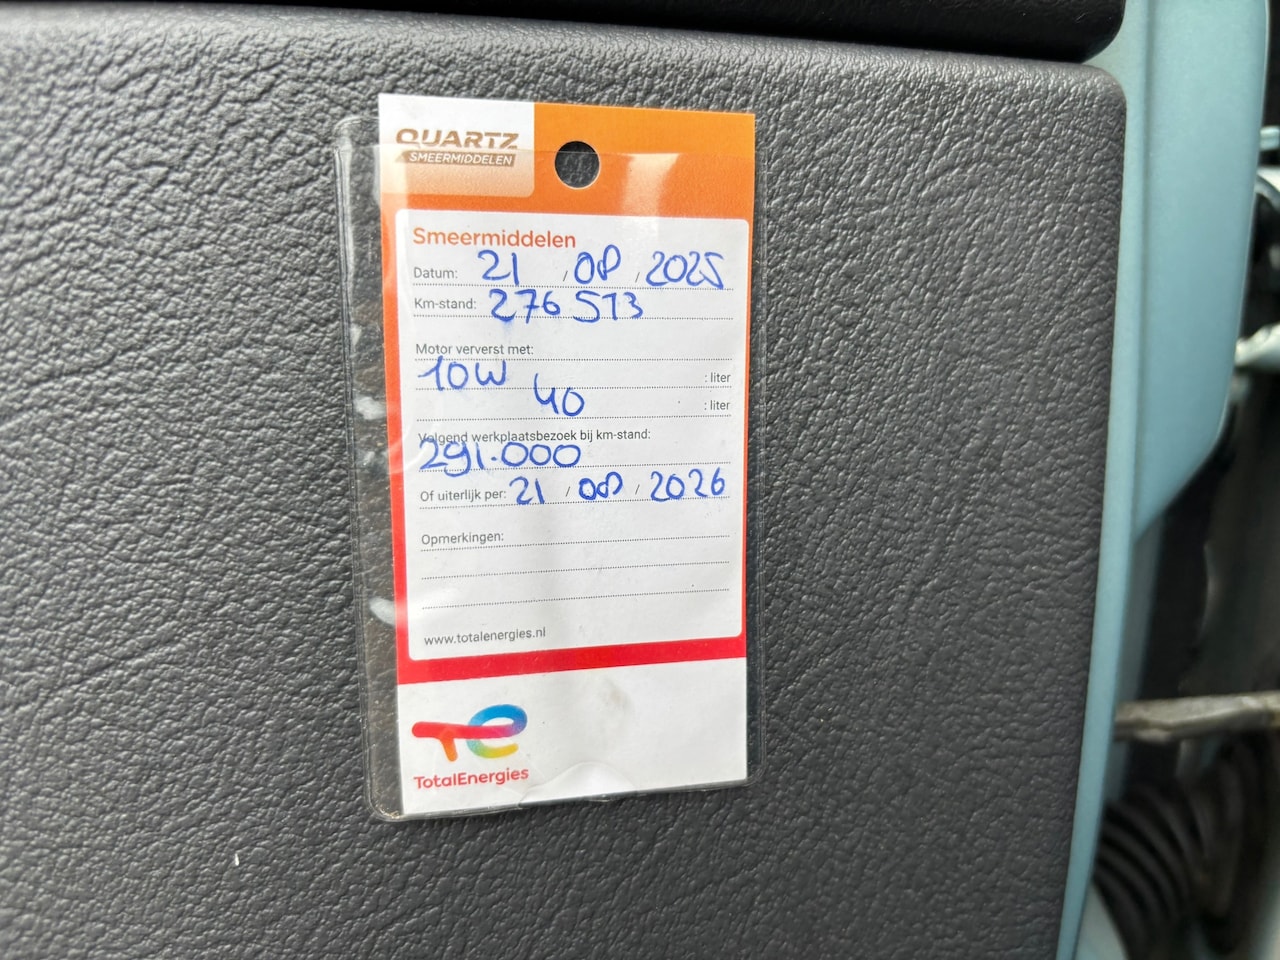 QUARTZ
SMEERMIDDELEN
Smeermiddelen
Datum: 21 / 08 / 2025
Km-stand: 276 513
Motor ververst met:
10W : liter
40 : liter
Volgend werkplaatsbezoek bij km-stand:
291.000
Of uiterlijk per: 21 / 08 / 2026
Opmerkingen:
www.totalenergies.nl
TotalEnergies